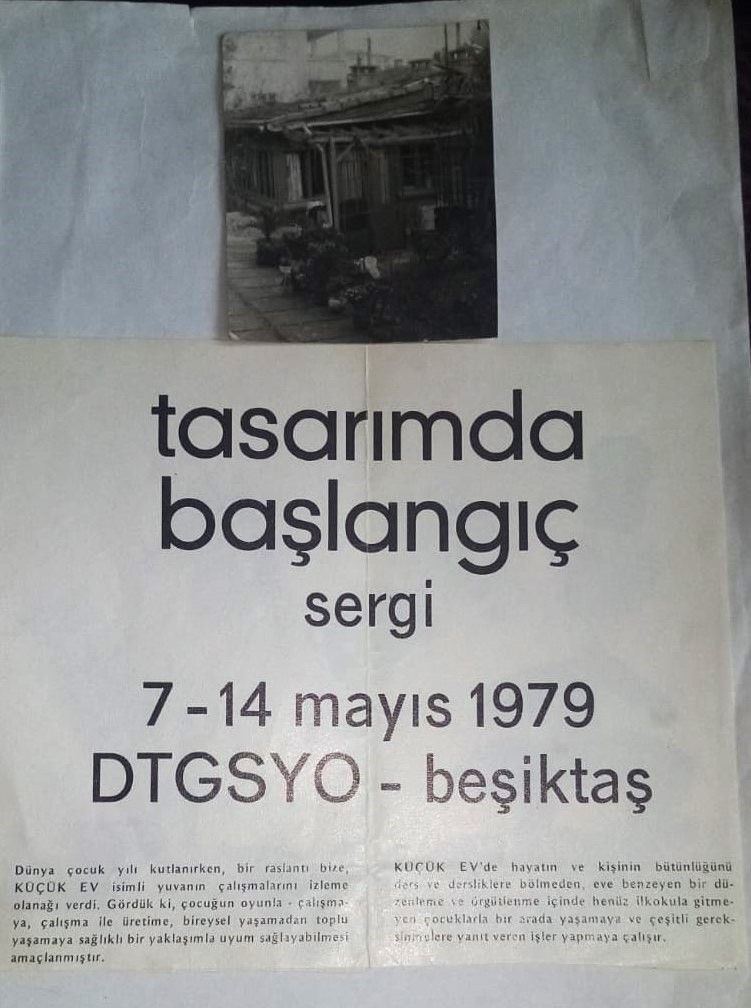 tasarımda
başlangıç
sergi
7 - 14 mayıs 1979
DTGSYO - beşiktaş
Dünya çocuk yılı kutlanırken, bir raslantı bize,
KÜÇÜK EV isimli yuvanın çalışmalarını izleme
olanağı verdi. Gördük ki, çocuğun oyunla - çalışma-
ya, çalışma ile üretime, bireysel yaşamadan toplu
yaşamaya sağlıklı bir yaklaşımla uyum sağlayabilmesi
amaçlanmıştır.
KÜÇÜK EV'de hayatın ve kişinin bütünlüğünü
ders ve dersliklere bölmeden, eve benzeyen bir dü-
zenleme ve örgütlenme içinde henüz ilkokula gitme-
yen çocuklarla bir arada yaşamaya ve çeşitli gerek-
sinmelere yanıt veren işler yapmaya çalışır.